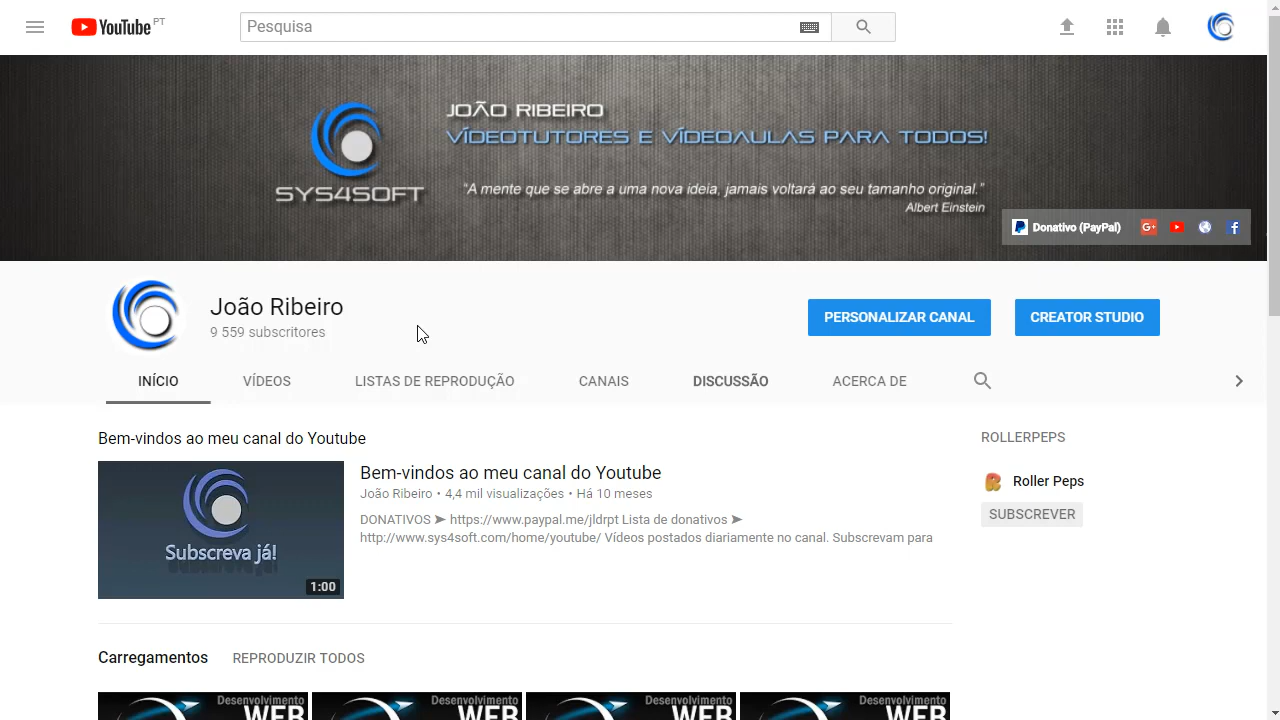 YouTube PT
Pesquisa
JOÃO RIBEIRO
VÍDEOTUTORES E VÍDEOAULAS PARA TODOS!
SYS4SOFT
"A mente que se abre a uma nova ideia, jamais voltará ao seu tamanho original."
Albert Einstein
Donativo (PayPal)
G+
João Ribeiro
9 559 subscritores
PERSONALIZAR CANAL
CREATOR STUDIO
INÍCIO
VÍDEOS
LISTAS DE REPRODUÇÃO
CANAIS
DISCUSSÃO
ACERCA DE
Bem-vindos ao meu canal do Youtube
Subscreva já!
1:00
Bem-vindos ao meu canal do Youtube
João Ribeiro • 4,4 mil visualizações • Há 10 meses
DONATIVOS ➤ https://www.paypal.me/jldrpt Lista de donativos ➤
http://www.sys4soft.com/home/youtube/ Vídeos postados diariamente no canal. Subscrevam para
ROLLERPEPS
Roller Peps
SUBSCREVER
Carregamentos
REPRODUZIR TODOS
Desenvolvimento
WEB
Desenvolvimento
WEB
Desenvolvimento
WEB
Desenvolvimento
WEB